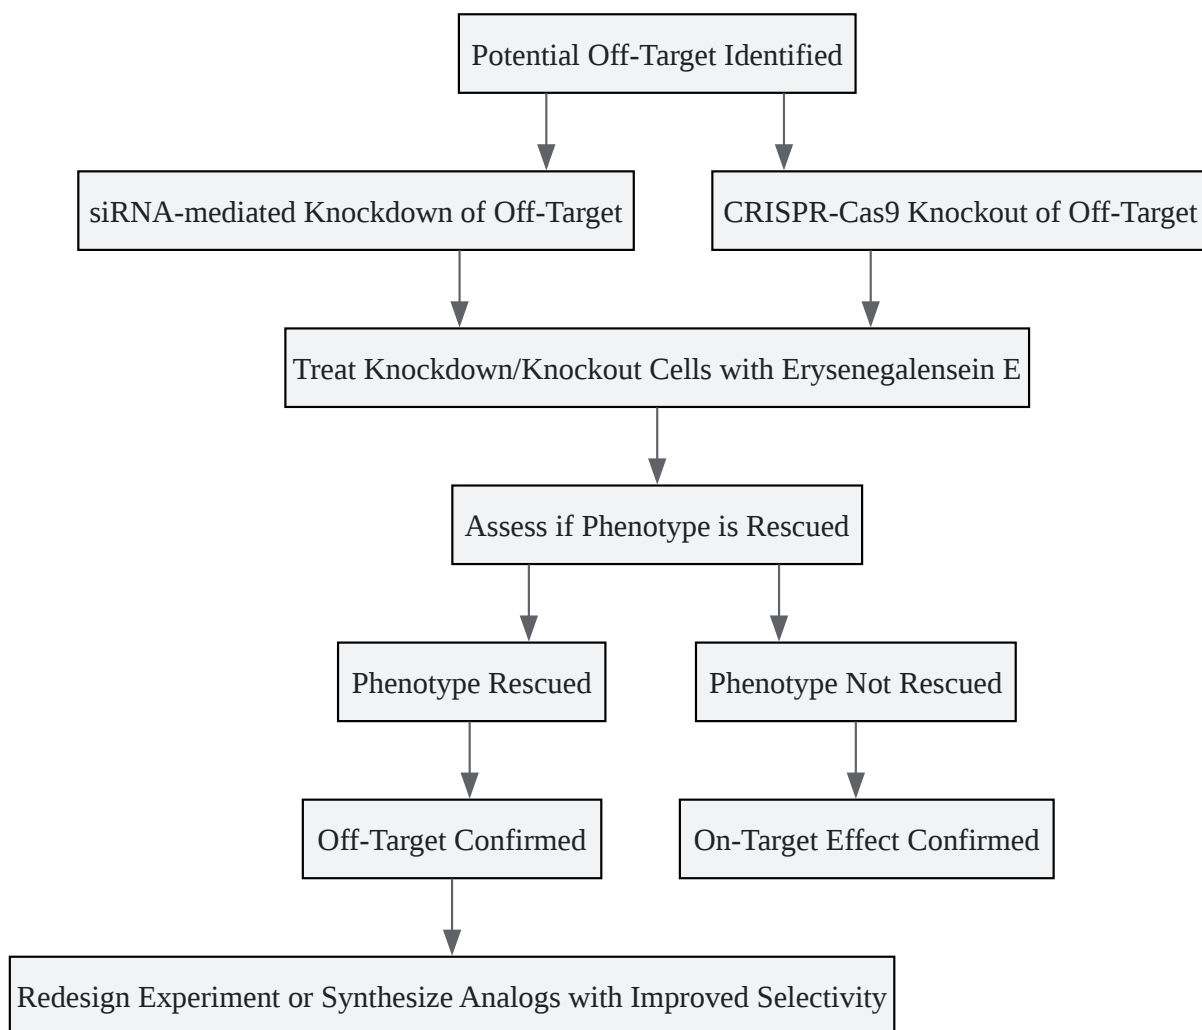 Potential Off-Target Identified
siRNA-mediated Knockdown of Off-Target
CRISPR-Cas9 Knockout of Off-Target
Treat Knockdown/Knockout Cells with Erysenegalensein E
Assess if Phenotype is Rescued
Phenotype Rescued
Phenotype Not Rescued
Off-Target Confirmed
On-Target Effect Confirmed
Redesign Experiment or Synthesize Analogs with Improved Selectivity